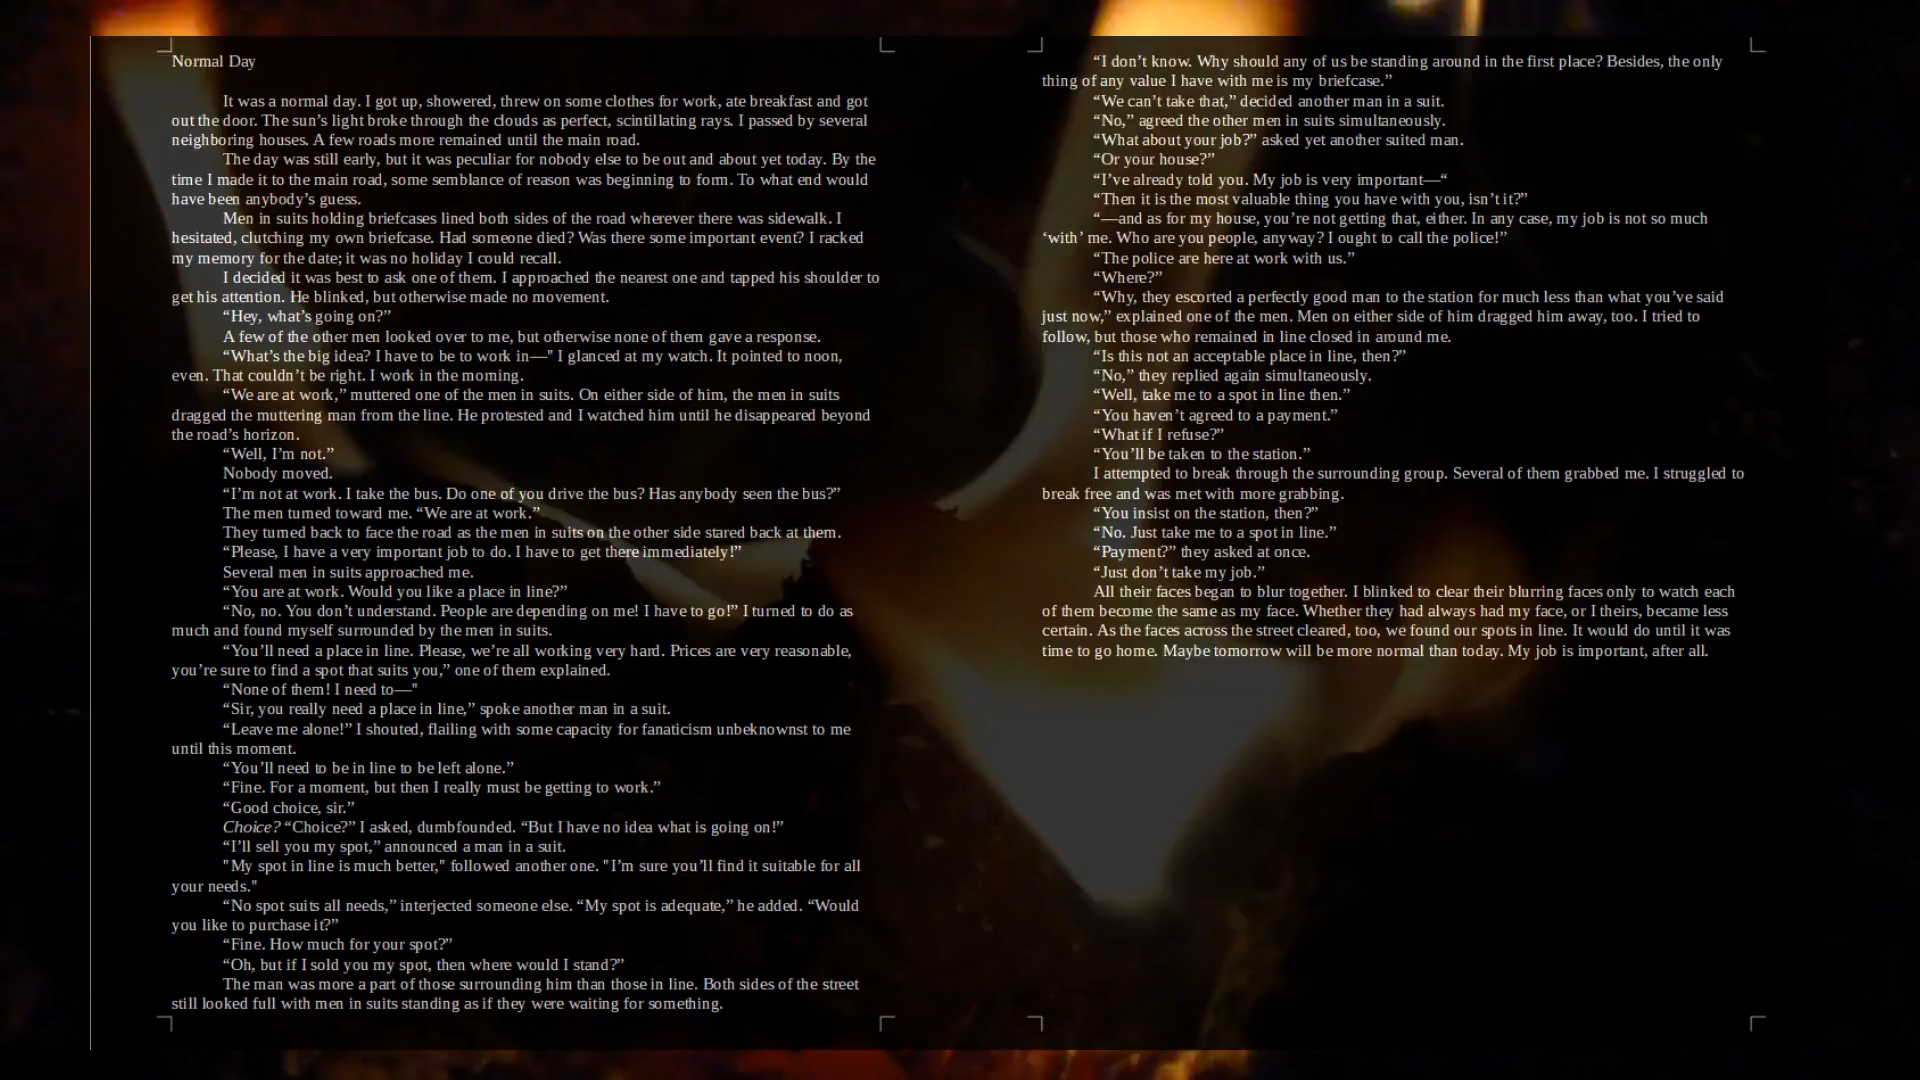 Normal Day
It was a normal day. I got up, showered, threw on some clothes for work, ate breakfast and got
out the door. The sun’s light broke through the clouds as perfect, scintillating rays. I passed by several
neighboring houses. A few roads more remained until the main road.
The day was still early, but it was peculiar for nobody else to be out and about yet today. By the
time I made it to the main road, some semblance of reason was beginning to form. To what end would
have been anybody’s guess.
Men in suits holding briefcases lined both sides of the road wherever there was sidewalk. I
hesitated, clutching my own briefcase. Had someone died? Was there some important event? I racked
my memory for the date; it was no holiday I could recall.
I decided it was best to ask one of them. I approached the nearest one and tapped his shoulder to
get his attention. He blinked, but otherwise made no movement.
“Hey, what’s going on?”
A few of the other men looked over to me, but otherwise none of them gave a response.
“What’s the big idea? I have to be to work in—" I glanced at my watch. It pointed to noon,
even. That couldn’t be right. I work in the morning.
“We are at work,” muttered one of the men in suits. On either side of him, the men in suits
dragged the muttering man from the line. He protested and I watched him until he disappeared beyond
the road’s horizon.
“Well, I’m not.”
Nobody moved.
“I’m not at work. I take the bus. Do one of you drive the bus? Has anybody seen the bus?”
The men turned toward me. “We are at work.”
They turned back to face the road as the men in suits on the other side stared back at them.
“Please, I have a very important job to do. I have to get there immediately!”
Several men in suits approached me.
“You are at work. Would you like a place in line?”
“No, no. You don’t understand. People are depending on me! I have to go!” I turned to do as
much and found myself surrounded by the men in suits.
“You’ll need a place in line. Please, we’re all working very hard. Prices are very reasonable,
you’re sure to find a spot that suits you,” one of them explained.
“None of them! I need to—"
“Sir, you really need a place in line,” spoke another man in a suit.
“Leave me alone!” I shouted, flailing with some capacity for fanaticism unbeknownst to me
until this moment.
“You’ll need to be in line to be left alone.”
“Fine. For a moment, but then I really must be getting to work.”
“Good choice, sir.”
Choice? “Choice?” I asked, dumbfounded. “But I have no idea what is going on!”
“I’ll sell you my spot,” announced a man in a suit.
"My spot in line is much better," followed another one. "I’m sure you’ll find it suitable for all
your needs."
“No spot suits all needs,” interjected someone else. “My spot is adequate,” he added. “Would
you like to purchase it?”
“Fine. How much for your spot?”
“Oh, but if I sold you my spot, then where would I stand?”
The man was more a part of those surrounding him than those in line. Both sides of the street
still looked full with men in suits standing as if they were waiting for something.
“I don’t know. Why should any of us be standing around in the first place? Besides, the only
thing of any value I have with me is my briefcase.”
“We can’t take that,” decided another man in a suit.
“No,” agreed the other men in suits simultaneously.
“What about your job?” asked yet another suited man.
“Or your house?”
“I’ve already told you. My job is very important—“
“Then it is the most valuable thing you have with you, isn’t it?”
“—and as for my house, you’re not getting that, either. In any case, my job is not so much
‘with’ me. Who are you people, anyway? I ought to call the police!”
“The police are here at work with us.”
“Where?”
“Why, they escorted a perfectly good man to the station for much less than what you’ve said
just now,” explained one of the men. Men on either side of him dragged him away, too. I tried to
follow, but those who remained in line closed in around me.
“Is this not an acceptable place in line, then?”
“No,” they replied again simultaneously.
“Well, take me to a spot in line then.”
“You haven’t agreed to a payment.”
“What if I refuse?”
“You’ll be taken to the station.”
I attempted to break through the surrounding group. Several of them grabbed me. I struggled to
break free and was met with more grabbing.
“You insist on the station, then?”
“No. Just take me to a spot in line.”
“Payment?” they asked at once.
“Just don’t take my job.”
All their faces began to blur together. I blinked to clear their blurring faces only to watch each
of them become the same as my face. Whether they had always had my face, or I theirs, became less
certain. As the faces across the street cleared, too, we found our spots in line. It would do until it was
time to go home. Maybe tomorrow will be more normal than today. My job is important, after all.